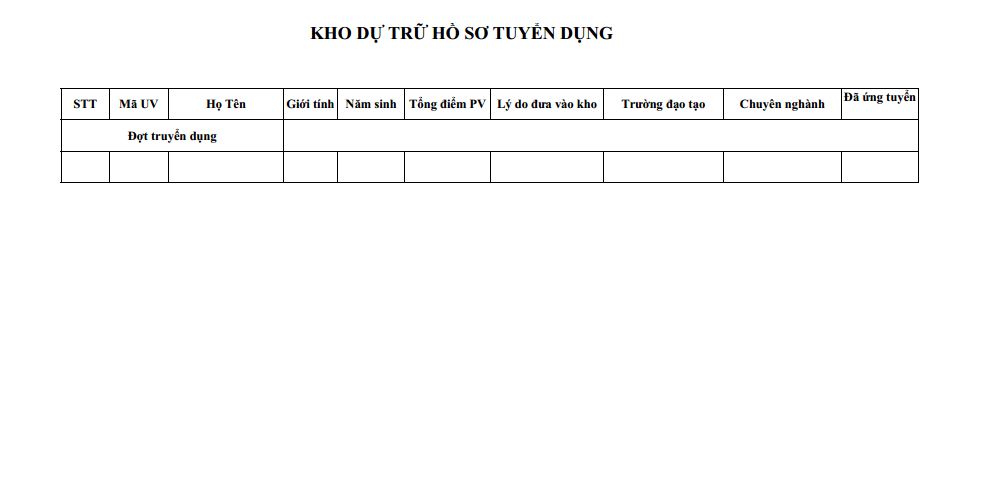 KHO DỰ TRỮ HỒ SƠ TUYỂN DỤNG
STT Mã UV Họ Tên Giới tính Năm sinh Tổng điểm PV Lý do đưa vào kho Trường đạo tạo Chuyên nghành Đã ứng tuyển
Đợt truyển dụng